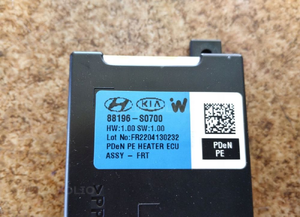 HYUNDAI KIA W
88196-S0700
HW:1.00 SW:1.00
Lot No:FR2204130232
PDeN PE HEATER ECU
ASSY - FRT
PDeN
PE